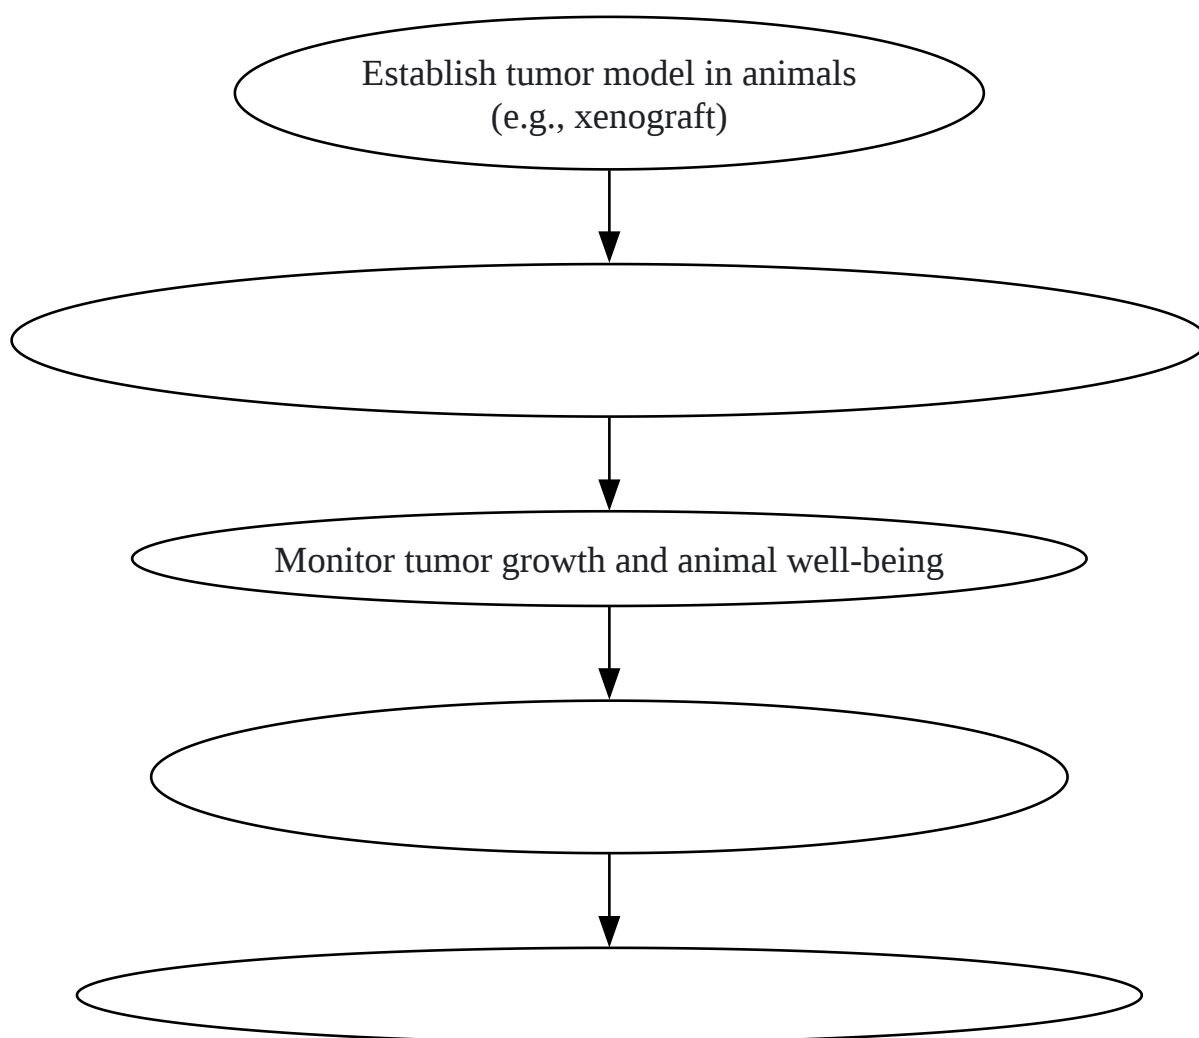 Establish tumor model in animals
(e.g., xenograft)
Monitor tumor growth and animal well-being